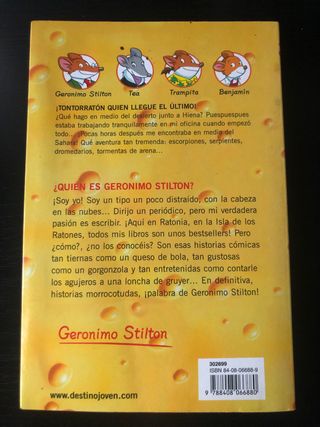 Geronimo Stilton Tea Trampita Benjamín
¡TONTORRATÓN QUIEN LLEGUE EL ÚLTIMO!
¿Qué hago en medio del desierto junto a Hiena? Puespuespues
estaba trabajando tranquilamente en mi oficina cuando empezó
todo... Pocas horas después me encontraba en medio del
Sahara! Qué aventura tan tremenda: escorpiones, serpientes,
dromedarios, tormentas de arena...
¿QUIÉN ES GERONIMO STILTON?
¡Soy yo! Soy un tipo un poco distraído, con la cabeza
en las nubes... Dirijo un periódico, pero mi verdadera
pasión es escribir. ¡Aquí en Ratonia, en la Isla de los
Ratones, todos mis libros son unos bestsellers! Pero
¿cómo?, ¿no los conocéis? Son esas historias cómicas
tan tiernas como un queso de bola, tan gustosas
como un gorgonzola y tan entretenidas como contarle
los agujeros a una loncha de gruyer... En definitiva,
historias morrocotudas, ¡palabra de Geronimo Stilton!
Geronimo Stilton
www.destinojoven.com
302699
ISBN 84-08-06688-9
9 788408 066880